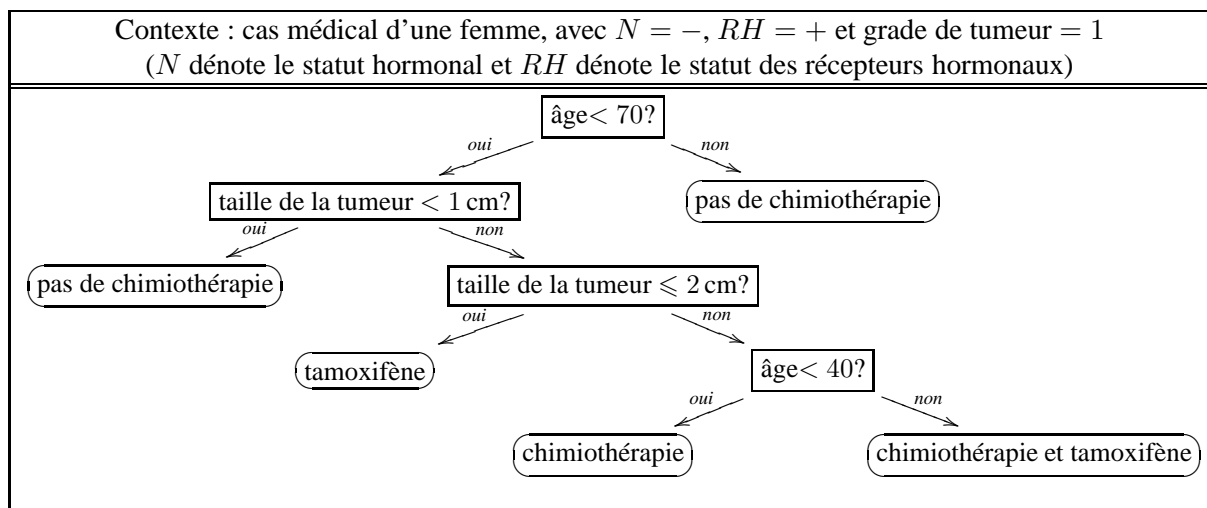 Contexte : cas médical d'une femme, avec N = −, RH = + et grade de tumeur = 1
(N dénote le statut hormonal et RH dénote le statut des récepteurs hormonaux)
âge< 70?
oui
non
taille de la tumeur < 1 cm?
pas de chimiothérapie
oui
non
pas de chimiothérapie
taille de la tumeur ⩽ 2 cm?
oui
non
tamoxifène
âge< 40?
oui
non
chimiothérapie
chimiothérapie et tamoxifène